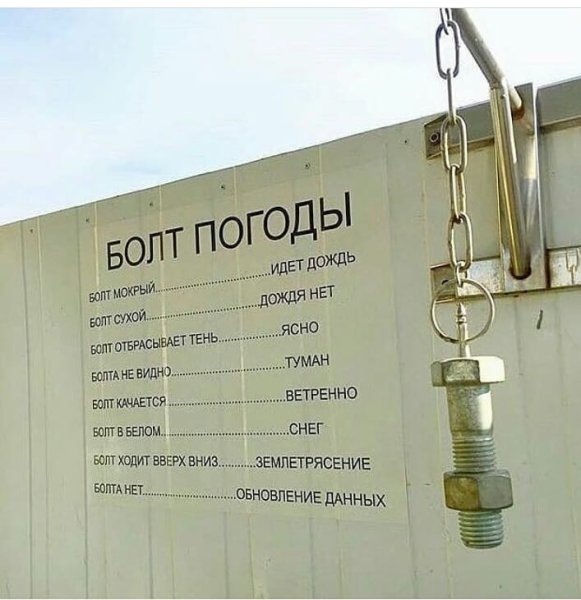 БОЛТ ПОГОДЫ
БОЛТ МОКРЫЙ......................ИДЕТ ДОЖДЬ
БОЛТ СУХОЙ......................ДОЖДЯ НЕТ
БОЛТ ОТБРАСЫВАЕТ ТЕНЬ............ЯСНО
БОЛТА НЕ ВИДНО......................ТУМАН
БОЛТ КАЧАЕТСЯ......................ВЕТРЕННО
БОЛТ В БЕЛОМ......................СНЕГ
БОЛТ ХОДИТ ВВЕРХ ВНИЗ.......ЗЕМЛЕТРЯСЕНИЕ
БОЛТА НЕТ..................ОБНОВЛЕНИЕ ДАННЫХ